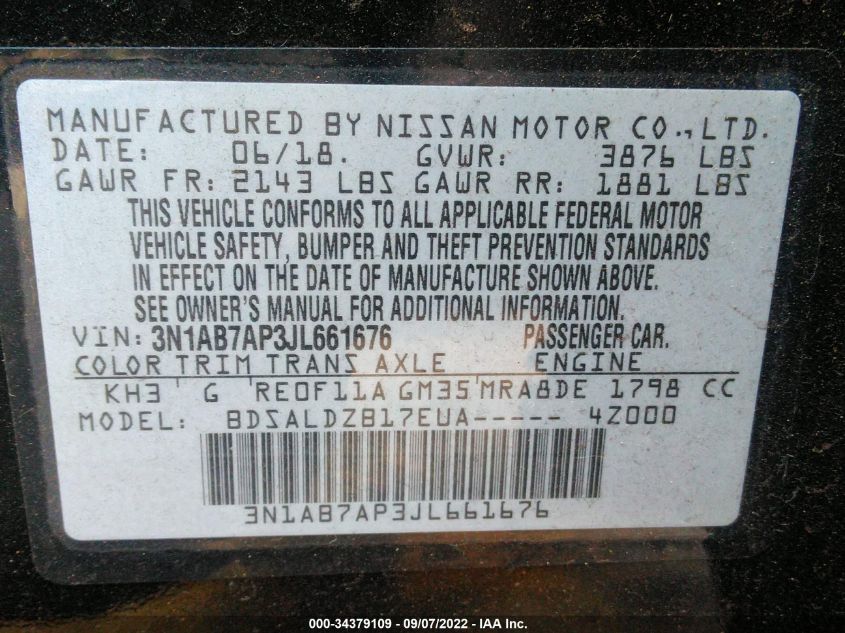 MANUFACTURED BY NISSAN MOTOR CO.,LTD.
DATE: 06/18. GVWR: 3876 LBS
GAWR FR: 2143 LBS GAWR RR: 1881 LBS
THIS VEHICLE CONFORMS TO ALL APPLICABLE FEDERAL MOTOR
VEHICLE SAFETY, BUMPER AND THEFT PREVENTION STANDARDS
IN EFFECT ON THE DATE OF MANUFACTURE SHOWN ABOVE.
SEE OWNER'S MANUAL FOR ADDITIONAL INFORMATION.
VIN: 3N1AB7AP3JL661676 PASSENGER CAR.
COLOR TRIM TRANS AXLE ENGINE
KH3 ' G ' RE0F11A GM35 ' MRA8DE 1798 CC
MODEL: BDSALDZB17EUA----- 4Z000
3N1AB7AP3JL661676
000-34379109 - 09/07/2022 - IAA Inc.